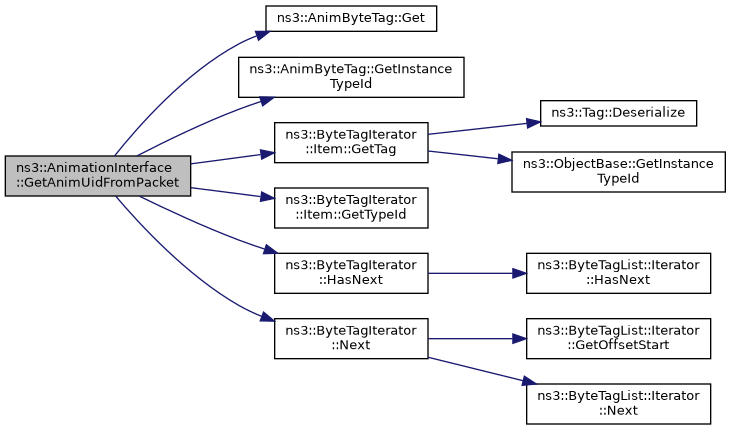 ns3::AnimByteTag::Get
ns3::AnimByteTag::GetInstance
TypeId
ns3::AnimationInterface
::GetAnimUidFromPacket
ns3::ByteTagIterator
::Item::GetTag
ns3::Tag::Deserialize
ns3::ObjectBase::GetInstance
TypeId
ns3::ByteTagIterator
::Item::GetTypeId
ns3::ByteTagIterator
::HasNext
ns3::ByteTagList::Iterator
::HasNext
ns3::ByteTagIterator
::Next
ns3::ByteTagList::Iterator
::GetOffsetStart
ns3::ByteTagList::Iterator
::Next